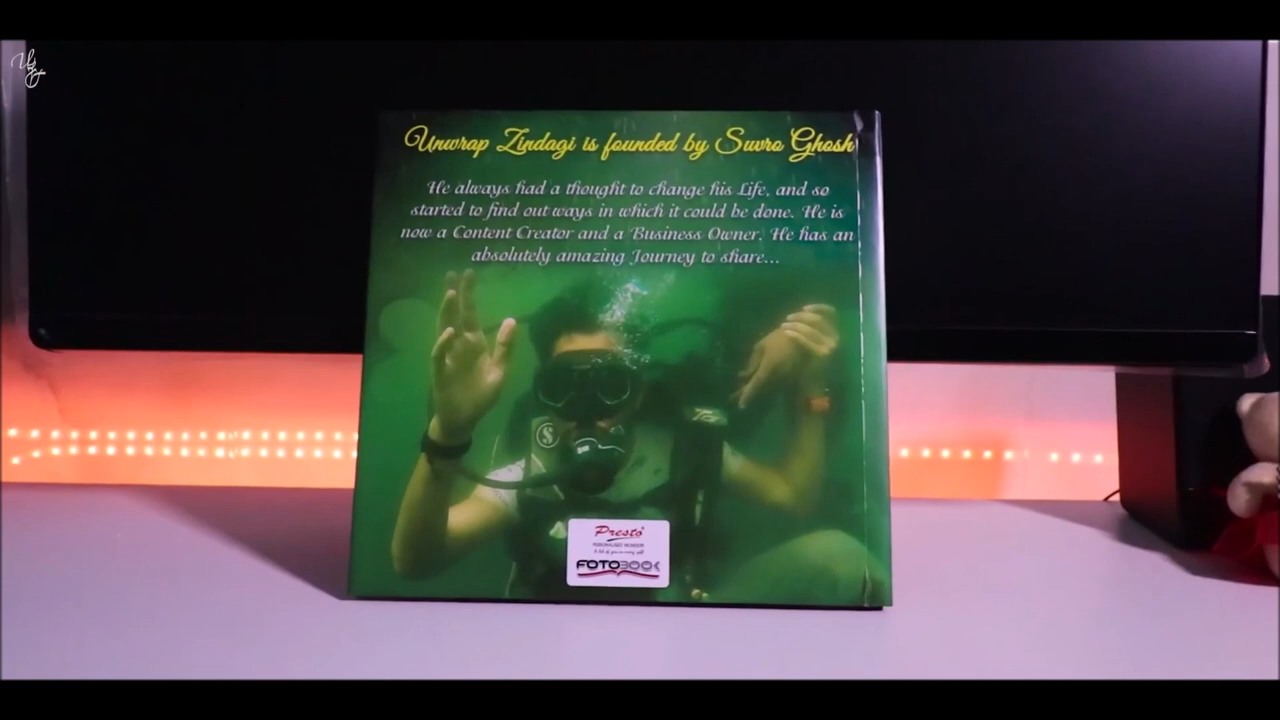 Unwrap Zindagi is founded by Suvro Ghosh
He always had a thought to change his Life, and so
started to find out ways in which it could be done. He is
now a Content Creator and a Business Owner. He has an
absolutely amazing Journey to share...
Presto
FOTOBOOK